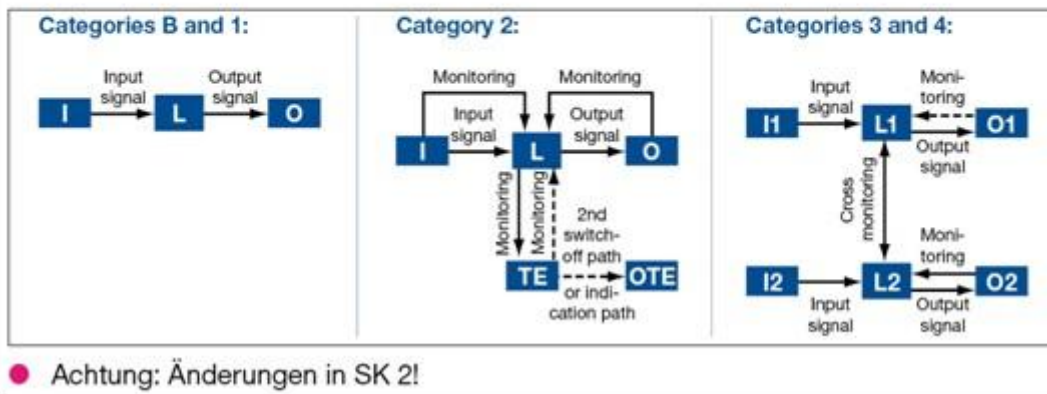 Categories B and 1:
Input
signal
Output
signal
I
L
O
Category 2:
Monitoring
Monitoring
Input
signal
Output
signal
I
L
O
Monitoring
Monitoring
2nd
switch-
off path
TE
OTE
or indi-
cation path
Categories 3 and 4:
Input
signal
Moni-
toring
I1
L1
O1
Output
signal
Cross
monitoring
Moni-
toring
I2
L2
O2
Input
signal
Output
signal
Achtung: Änderungen in SK 2!